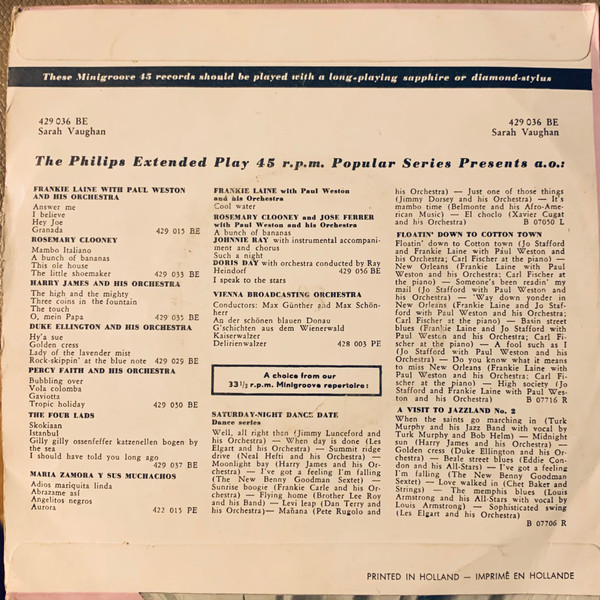 These Minigroove 45 records should be played with a long-playing sapphire or diamond-stylus
429 036 BE
Sarah Vaughan
429 036 BE
Sarah Vaughan
The Philips Extended Play 45 r.p.m. Popular Series Presents a.o.:
FRANKIE LAINE WITH PAUL WESTON
AND HIS ORCHESTRA
Answer me
I believe
Hey Joe
Granada 429 015 BE
ROSEMARY CLOONEY
Mambo Italiano
A bunch of bananas
This ole house
The little shoemaker 429 033 BE
HARRY JAMES AND HIS ORCHESTRA
The high and the mighty
Three coins in the fountain
The touch
O, mein Papa 429 035 BE
DUKE ELLINGTON AND HIS ORCHESTRA
Hy'a sue
Golden cress
Lady of the lavender mist
Rock-skippin' at the blue note 429 029 BE
PERCY FAITH AND HIS ORCHESTRA
Bubbling over
Vola colomba
Gaviotta
Tropic holiday 429 030 BE
THE FOUR LADS
Skokiaan
Istanbul
Gilly gilly ossenfeffer katzenellen bogen by
the sea
I should have told you long ago
429 037 BE
MARIA ZAMORA Y SUS MUCHACHOS
Adios mariquita linda
Abrazame así
Angelitos negros
Aurora 422 015 PE
FRANKIE LAINE with Paul Weston
and his Orchestra
Cool water
ROSEMARY CLOONEY and JOSE FERRER
with Paul Weston and his Orchestra
A bunch of bananas
JOHNNIE RAY with instrumental accompani-
ment and chorus
Such a night
DORIS DAY with orchestra conducted by Ray
Heindorf 429 056 BE
I speak to the stars
VIENNA BROADCASTING ORCHESTRA
Conductors: Max Günther and Max Schön-
herr
An der schönen blauen Donau
G'schichten aus dem Wienerwald
Kaiserwalzer
Delirienwalzer 428 003 PE
A choice from our
33 1/3 r.p.m. Minigroove repertoire:
SATURDAY-NIGHT DANCE DATE
Dance series
Well, all right then (Jimmy Lunceford and
his Orchestra) — When day is done (Les
Elgart and his Orchestra) — Summit ridge
drive (Neal Hefti and his Orchestra) —
Moonlight bay (Harry James and his Or-
chestra) — I've got a feeling I'm falling
(The New Benny Goodman Sextet) —
Sunrise boogie (Frankie Carle and his Or-
chestra) — Flying home (Brother Lee Roy
and his Band) — Levi leap (Dan Terry and
his Orchestra) — Mañana (Pete Rugolo and
his Orchestra) — Just one of those things
(Jimmy Dorsey and his Orchestra) — It's
mambo time (Belmonte and his Afro-Ame-
rican Music) — El choclo (Xavier Cugat
and his Orchestra) B 07050 L
FLOATIN' DOWN TO COTTON TOWN
Floatin' down to Cotton town (Jo Stafford
and Frankie Laine with Paul Weston and
his Orchestra; Carl Fischer at the piano) —
New Orleans (Frankie Laine with Paul
Weston and his Orchestra; Carl Fischer at
the piano) — Someone's been readin' my
mail (Jo Stafford with Paul Weston and
his Orchestra) — 'Way down yonder in
New Orleans (Frankie Laine and Jo Staf-
ford with Paul Weston and his Orchestra;
Carl Fischer at the piano) — Basin street
blues (Frankie Laine and Jo Stafford with
Paul Weston and his Orchestra; Carl Fi-
scher at the piano) — A fool such as I
(Jo Stafford with Paul Weston and his
Orchestra) — Do you know what it means
to miss New Orleans (Frankie Laine with
Paul Weston and his Orchestra; Carl Fi-
scher at the piano) — High society (Jo
Stafford and Frankie Laine with Paul Wes-
ton and his Orchestra) B 07716 R
A VISIT TO JAZZLAND No. 2
When the saints go marching in (Turk
Murphy and his Jazz Band with vocal by
Turk Murphy and Bob Helm) — Midnight
sun (Harry James and his Orchestra) —
Golden cress (Duke Ellington and his Or-
chestra) — Beale street blues (Eddie Con-
don and his All-Stars) — I've got a feeling
I'm falling (The New Benny Goodman
Sextet) — Love walked in (Chet Baker and
Strings) — The memphis blues (Louis
Armstrong and his All-Stars with vocal by
Louis Armstrong) — Sophisticated swing
(Les Elgart and his Orchestra)
B 07706 R
PRINTED IN HOLLAND — IMPRIMÉ EN HOLLANDE